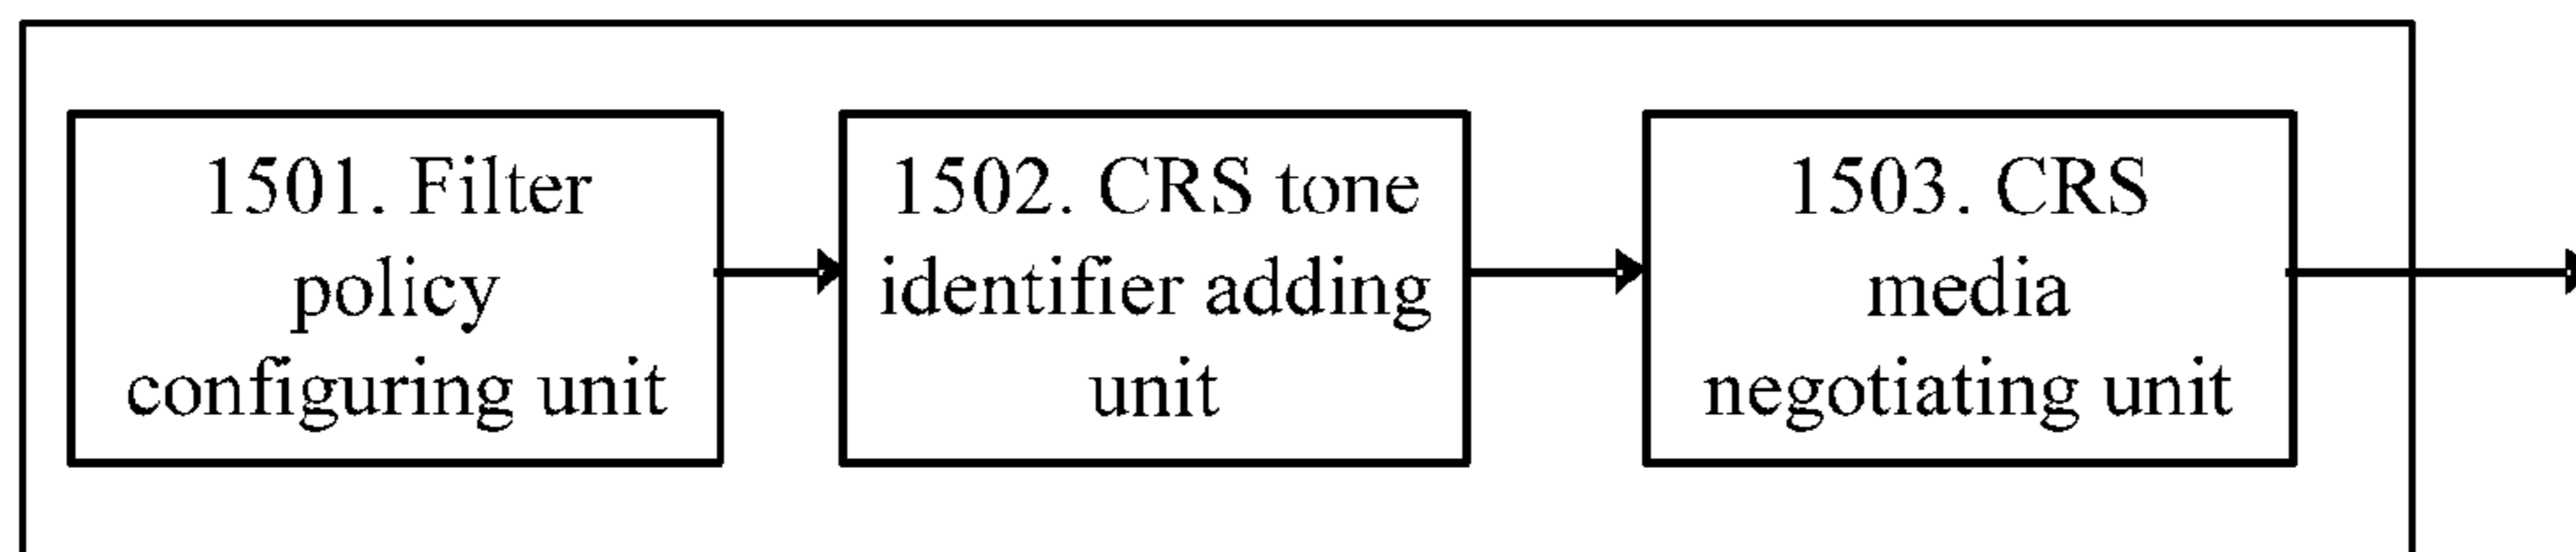 1501. Filter
policy
configuring unit
1502. CRS tone
identifier adding
unit
1503. CRS
media
negotiating unit